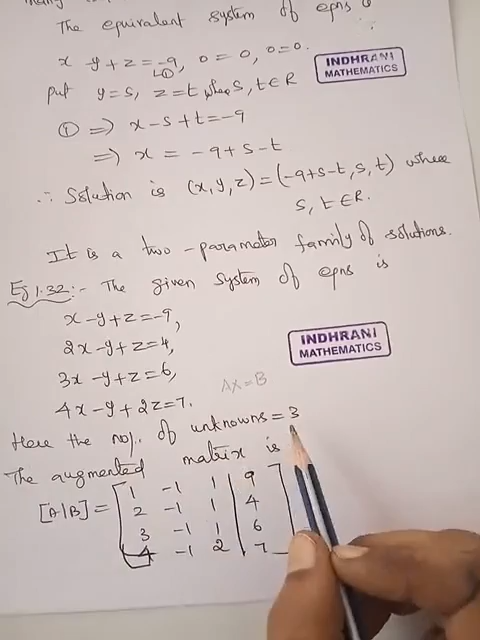 The equivalent system of eqns
x y+z=-9, 0=0, 0=0.
①
INDHRANI
MATHEMATICS
put y=s, z=t where s, t∈R
① ⇒ x-s+t=-9
⇒ x = -9+s-t
∴ Solution is (x,y,z)=(-9+s-t, s, t) where
s, t∈R.
It is a two-parameter family of solutions.
Eg 1.32:- The given system of eqns is
x-y+z=-9,
2x-y+z=4,
3x-y+z=6,
4x-y+2z=7.
INDHRANI
MATHEMATICS
AX=B
Here the no/. of unknowns=3
The augmented matrix is
1 -1 1 | 9
[A|B]= 2 -1 1 | 4
3 -1 1 | 6
4 -1 2 | 7